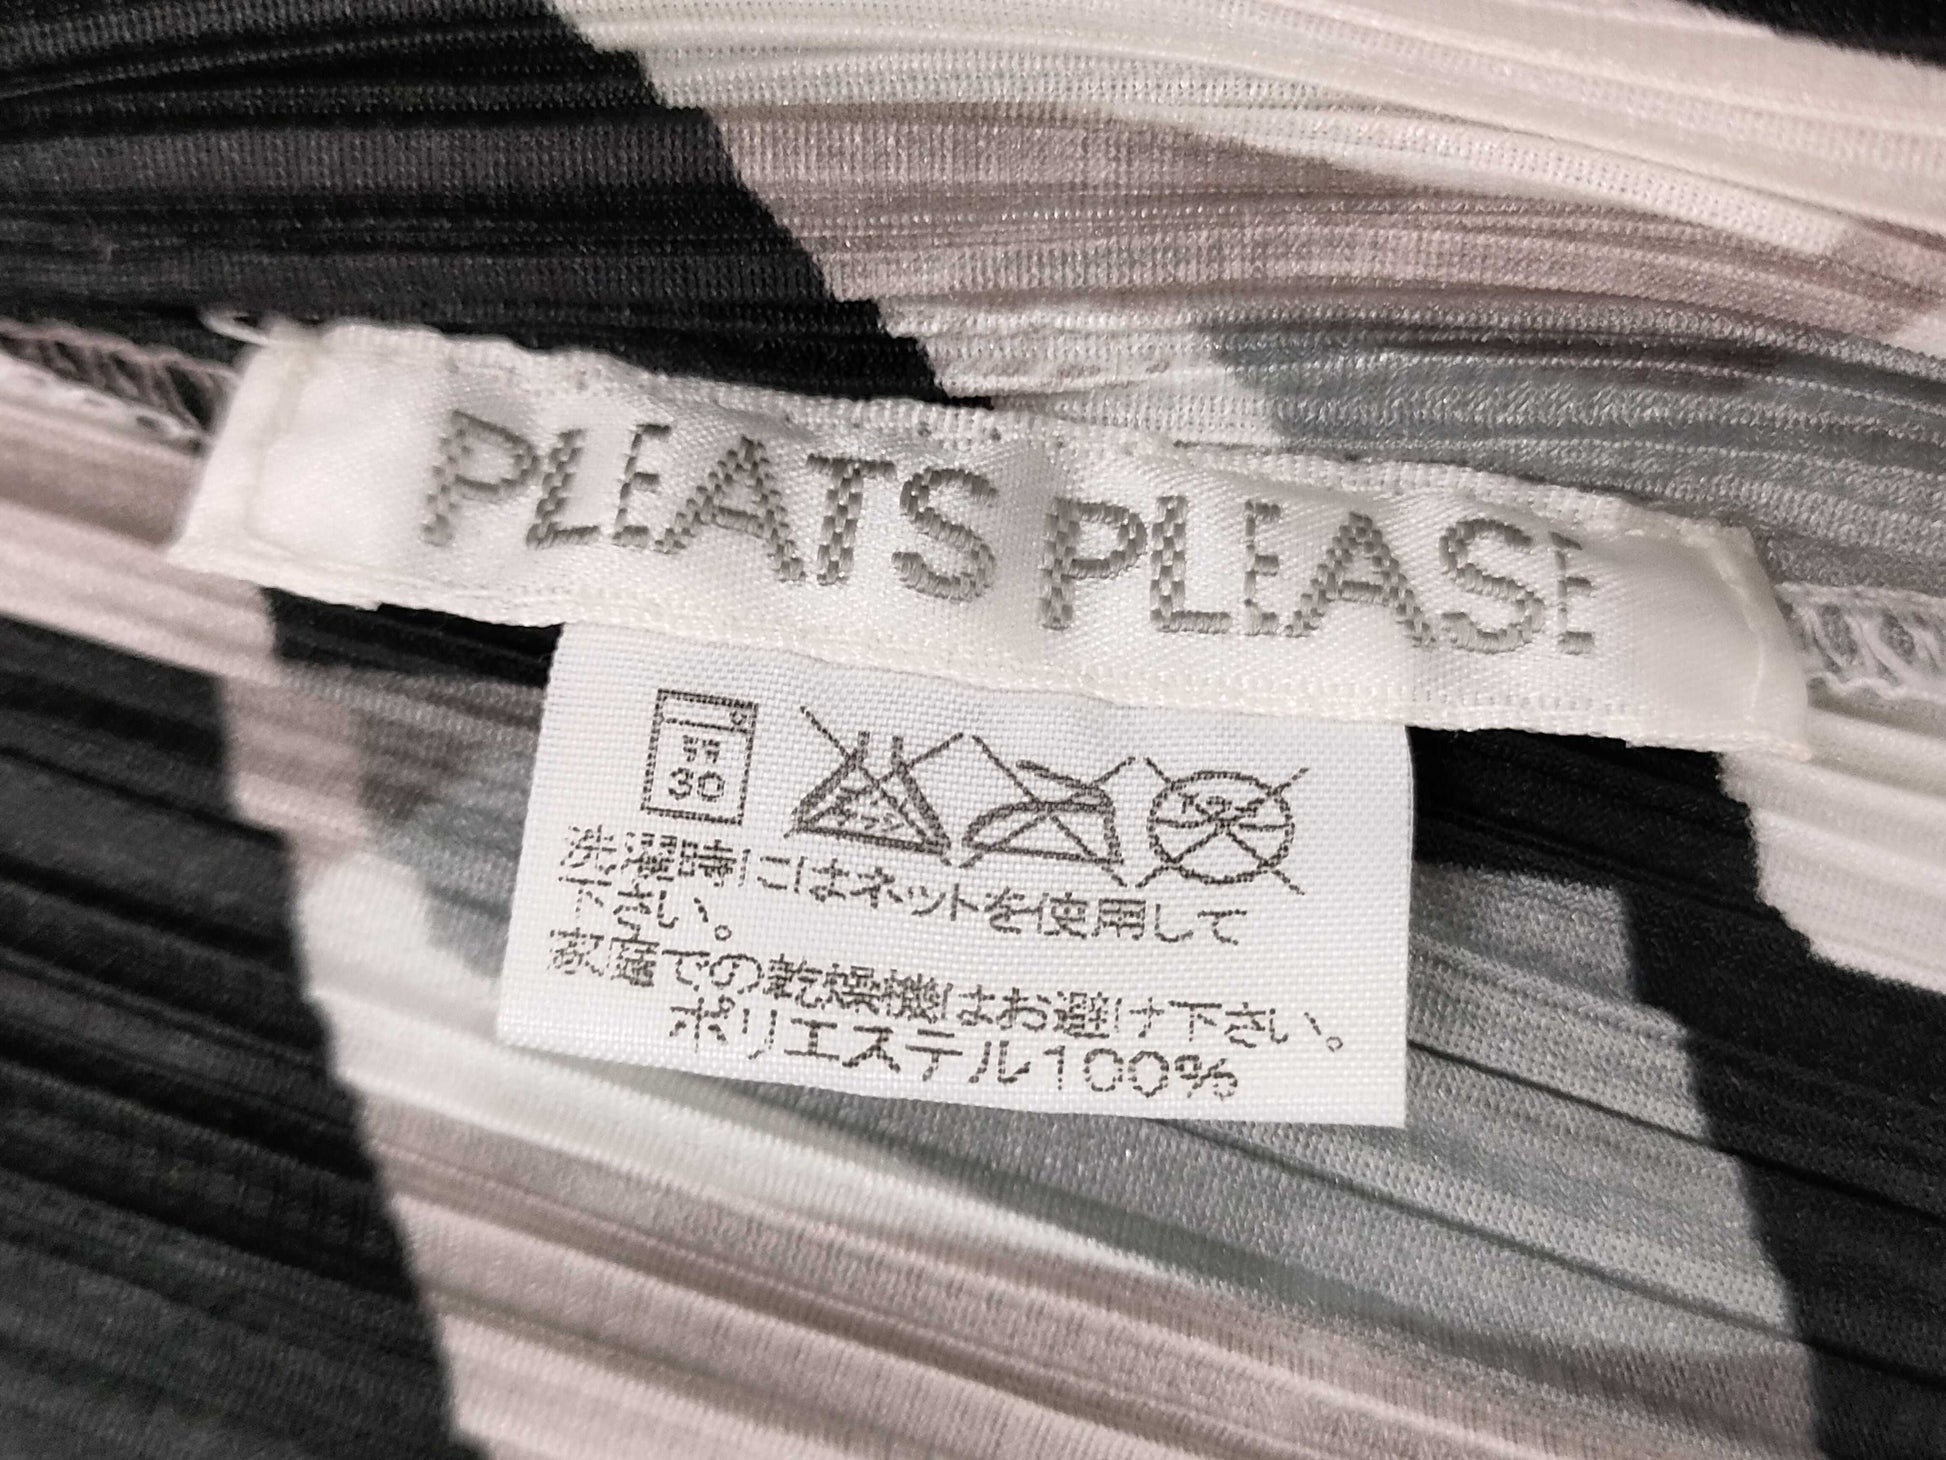 PLEATS PLEASE
弱
30
洗濯時にはネットを使用して
下さい。
家庭での乾燥機はお避け下さい。
ポリエステル100%